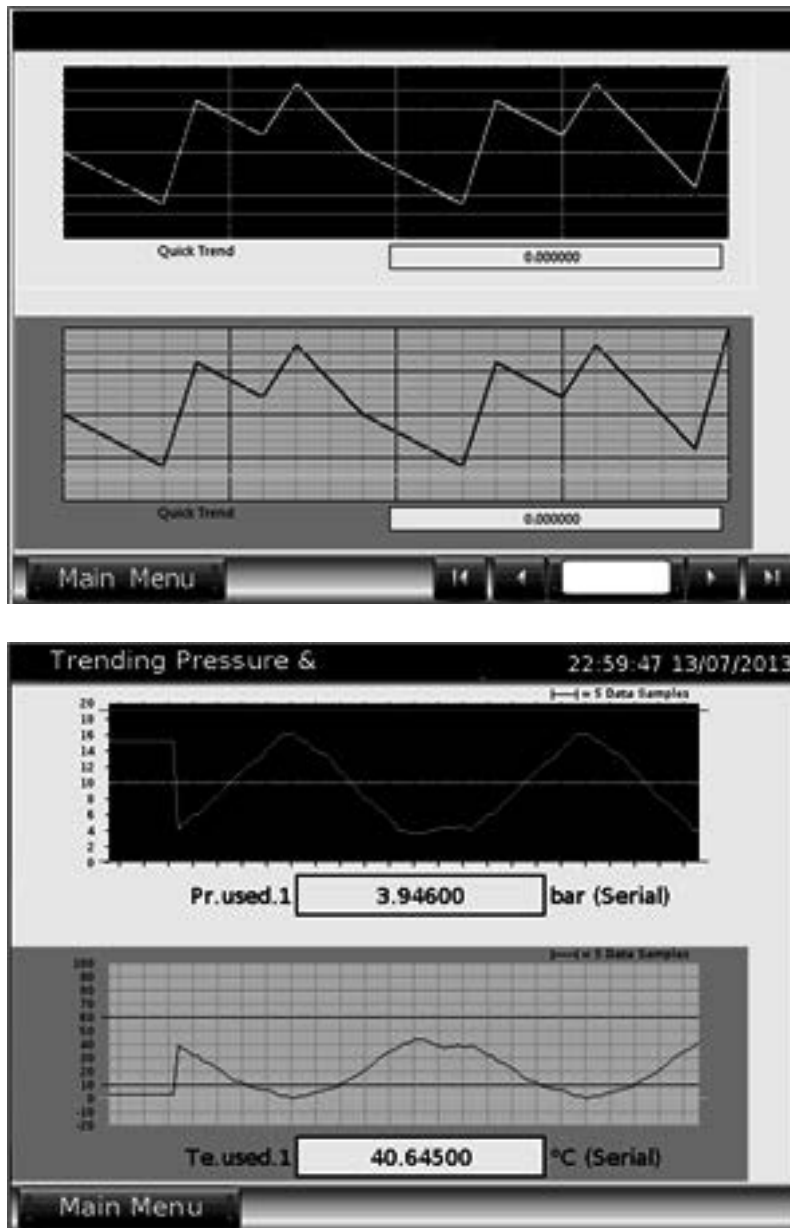 Quick Trend 0.000000
Quick Trend 0.000000
Main Menu
Trending Pressure & 22:59:47 13/07/2013
= 5 Data Samples
20
18
16
14
12
10
8
6
4
2
0
Pr.used.1 3.94600 bar (Serial)
= 5 Data Samples
100
90
80
70
60
50
40
30
20
10
0
-10
-20
Te.used.1 40.64500 °C (Serial)
Main Menu